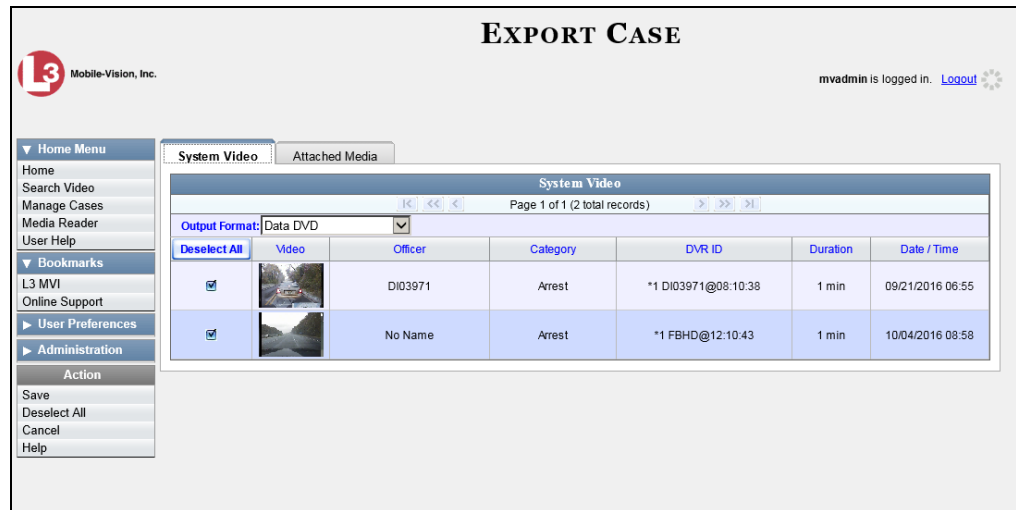 EXPORT CASE
L3 Mobile-Vision, Inc.
mvadmin is logged in. Logout
▼ Home Menu
Home
Search Video
Manage Cases
Media Reader
User Help
▼ Bookmarks
L3 MVI
Online Support
▶ User Preferences
▶ Administration
Action
Save
Deselect All
Cancel
Help
System Video Attached Media
System Video
|< << < Page 1 of 1 (2 total records) > >> >|
Output Format: Data DVD
Deselect All Video Officer Category DVR ID Duration Date / Time
DI03971 Arrest *1 DI03971@08:10:38 1 min 09/21/2016 06:55
No Name Arrest *1 FBHD@12:10:43 1 min 10/04/2016 08:58